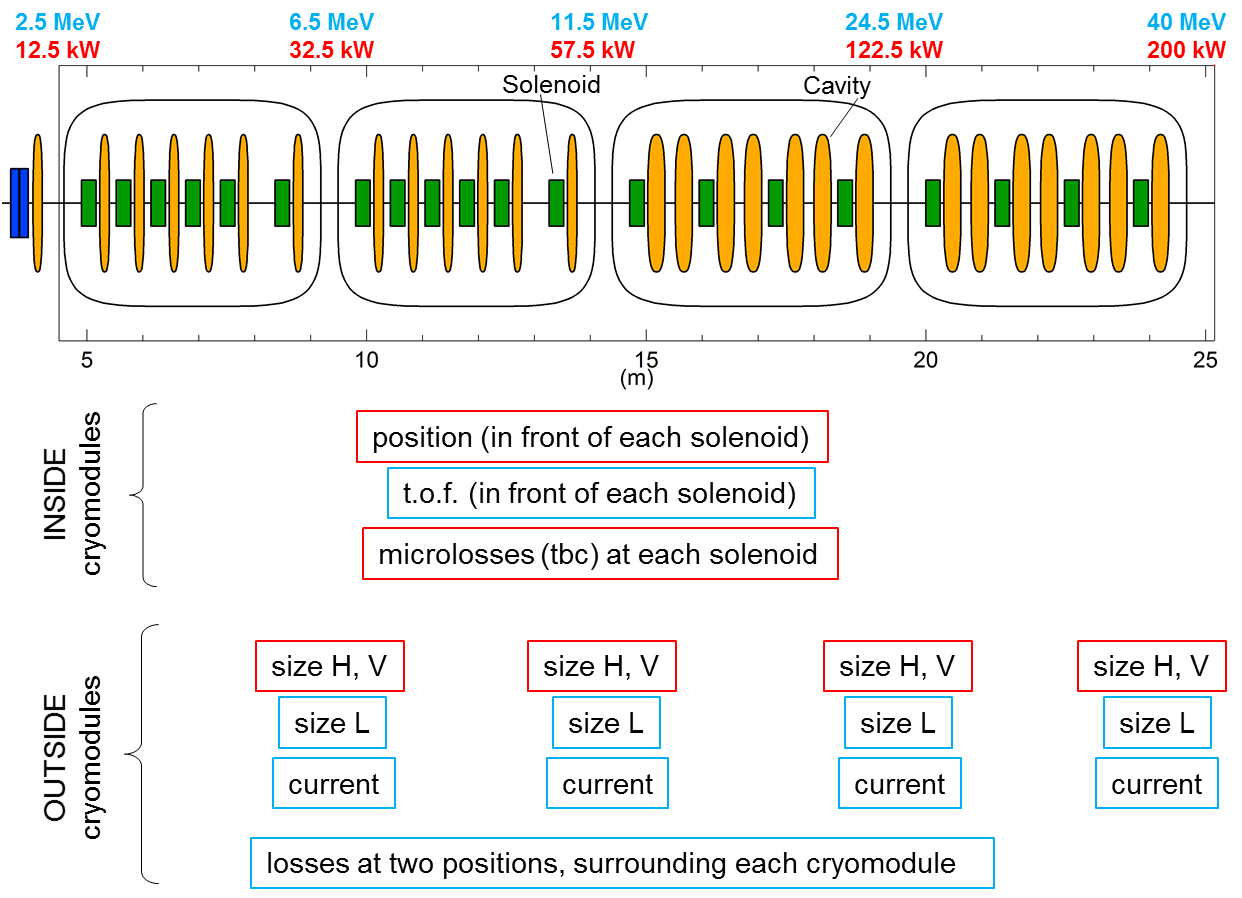 2.5 MeV 6.5 MeV 11.5 MeV 24.5 MeV 40 MeV
12.5 kW 32.5 kW 57.5 kW 122.5 kW 200 kW
Solenoid Cavity
5 10 15 20 25
(m)
INSIDE
cryomodules
position (in front of each solenoid)
t.o.f. (in front of each solenoid)
microlosses (tbc) at each solenoid
OUTSIDE
cryomodules
size H, V size H, V size H, V size H, V
size L size L size L size L
current current current current
losses at two positions, surrounding each cryomodule